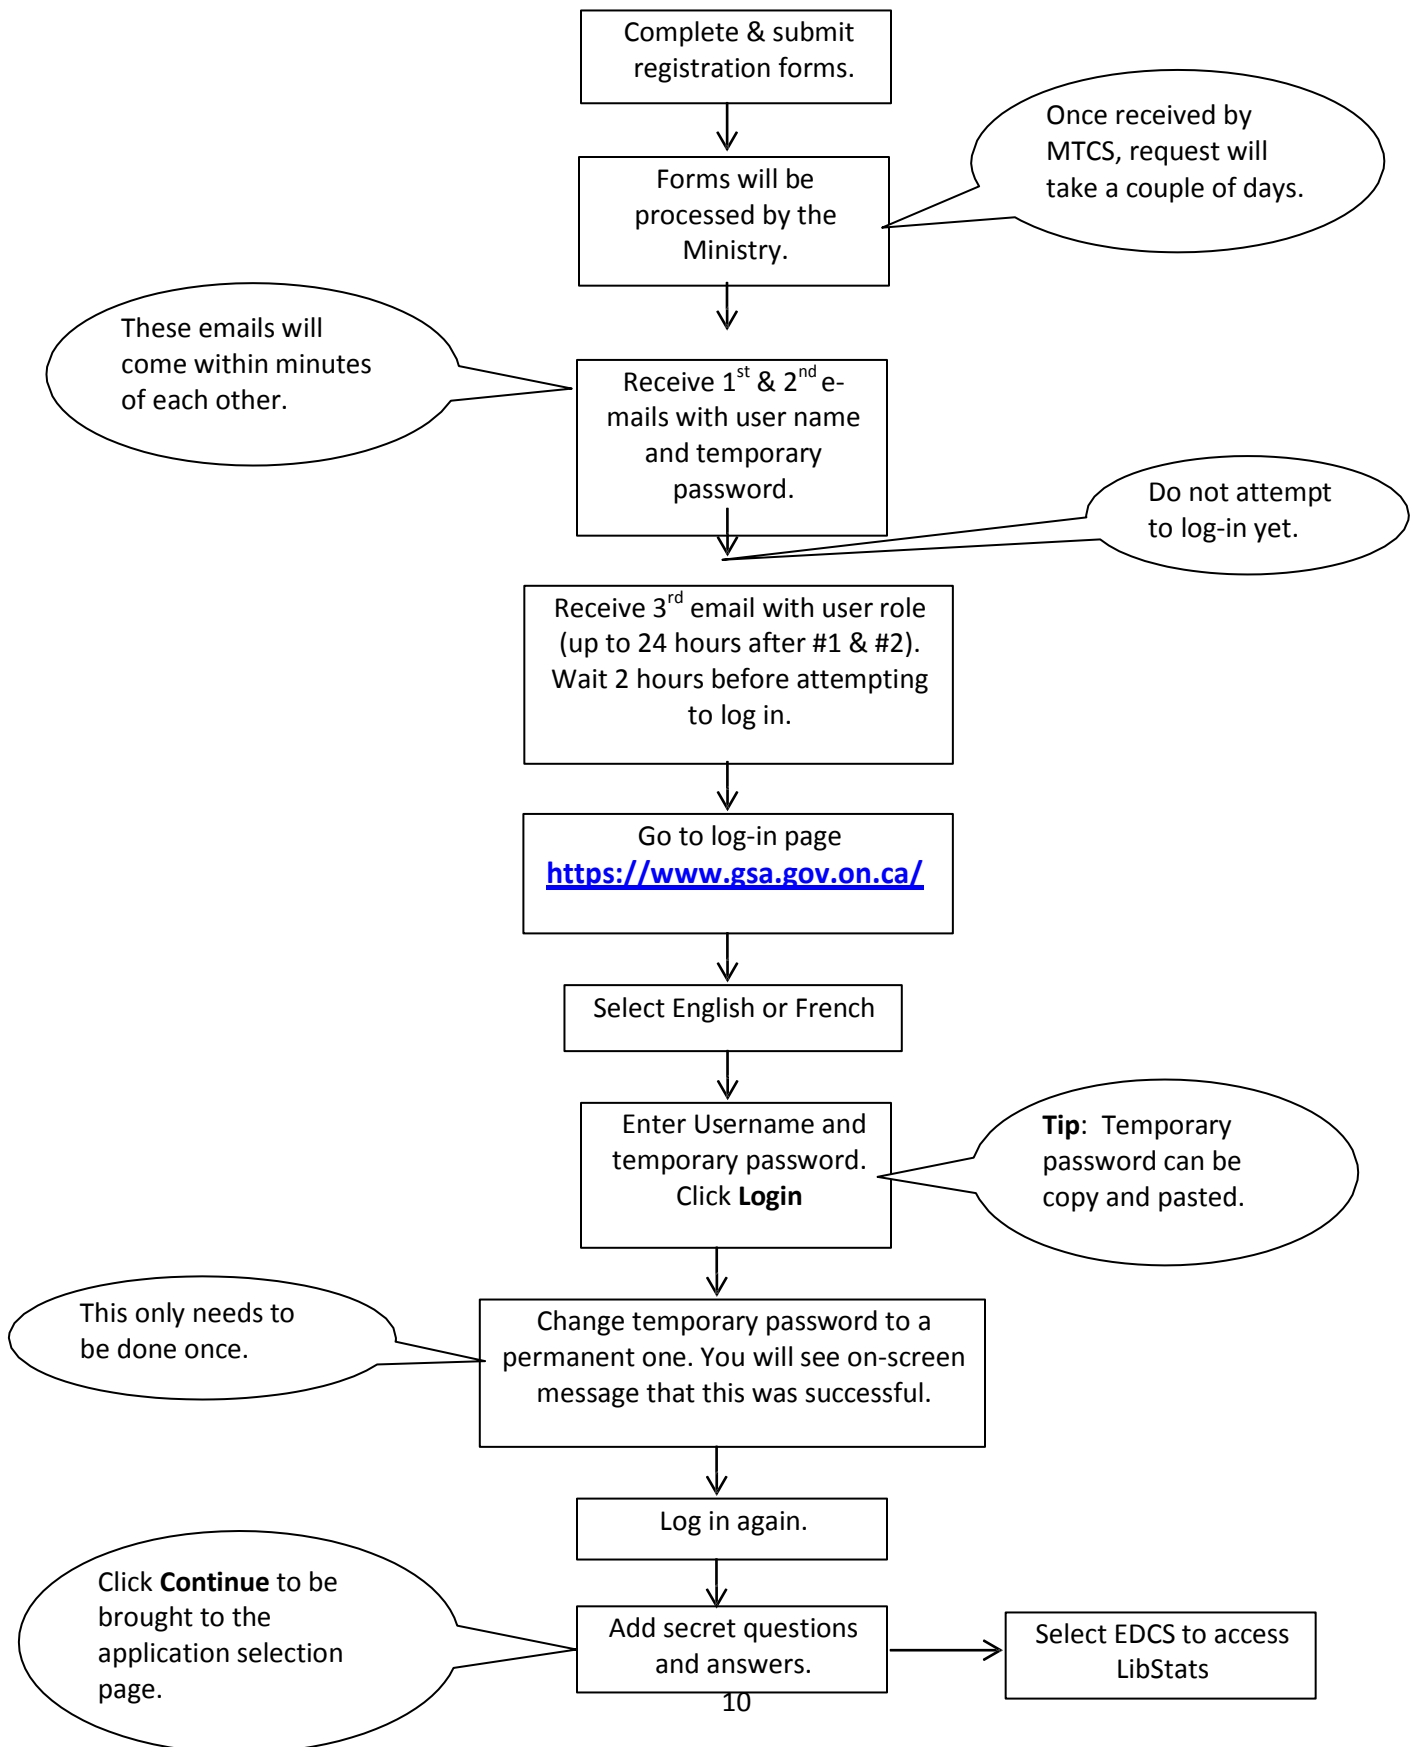 Complete & submit
registration forms.
Once received by
MTCS, request will
take a couple of days.
Forms will be
processed by the
Ministry.
These emails will
come within minutes
of each other.
Receive 1st & 2nd e-
mails with user name
and temporary
password.
Do not attempt
to log-in yet.
Receive 3rd email with user role
(up to 24 hours after #1 & #2).
Wait 2 hours before attempting
to log in.
Go to log-in page
https://www.gsa.gov.on.ca/
Select English or French
Enter Username and
temporary password.
Click Login
Tip:  Temporary
password can be
copy and pasted.
This only needs to
be done once.
Change temporary password to a
permanent one. You will see on-screen
message that this was successful.
Log in again.
Click Continue to be
brought to the
application selection
page.
Add secret questions
and answers.
Select EDCS to access
LibStats
10